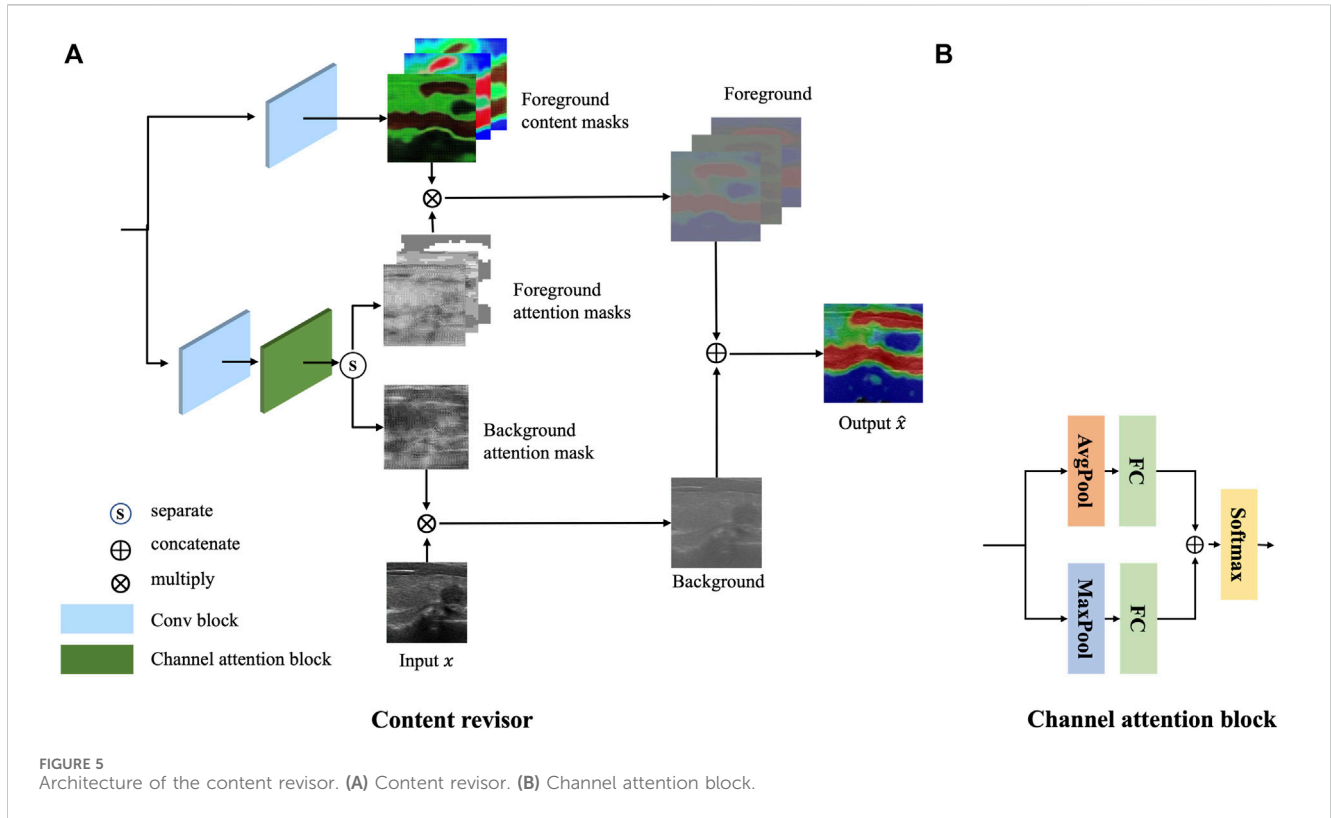 A
B
Foreground
content masks
Foreground
Foreground
attention masks
S
Background
attention mask
Output x̂
S separate
concatenate
multiply
Conv block
Channel attention block
Input x
Background
AvgPool
FC
MaxPool
FC
Softmax
Content revisor
Channel attention block
FIGURE 5
Architecture of the content revisor. (A) Content revisor. (B) Channel attention block.